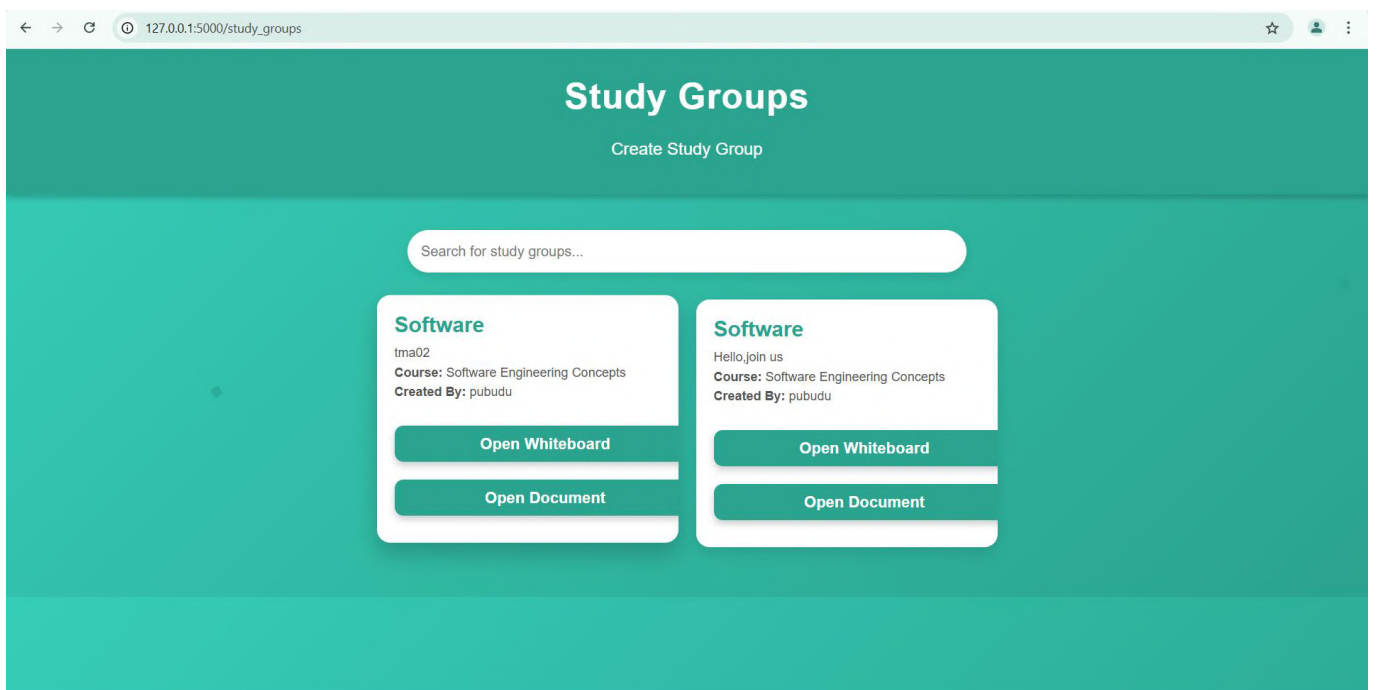 127.0.0.1:5000/study_groups
Study Groups
Create Study Group
Search for study groups...
Software
tma02
Course: Software Engineering Concepts
Created By: pubudu
Open Whiteboard
Open Document
Software
Hello,join us
Course: Software Engineering Concepts
Created By: pubudu
Open Whiteboard
Open Document